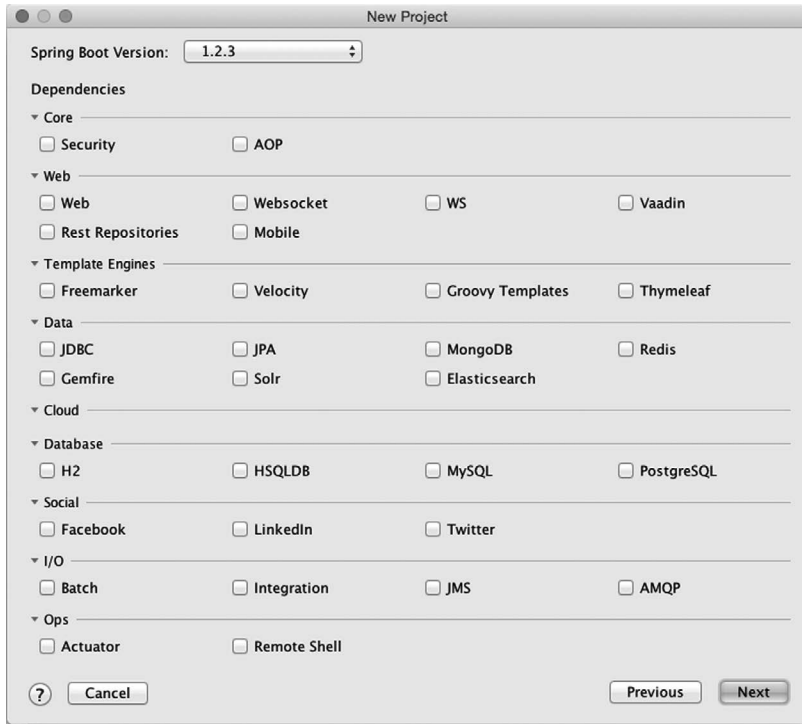 New Project
Spring Boot Version: 1.2.3
Dependencies
Core
Security AOP
Web
Web Websocket WS Vaadin
Rest Repositories Mobile
Template Engines
Freemarker Velocity Groovy Templates Thymeleaf
Data
JDBC JPA MongoDB Redis
Gemfire Solr Elasticsearch
Cloud
Database
H2 HSQLDB MySQL PostgreSQL
Social
Facebook LinkedIn Twitter
I/O
Batch Integration JMS AMQP
Ops
Actuator Remote Shell
? Cancel Previous Next